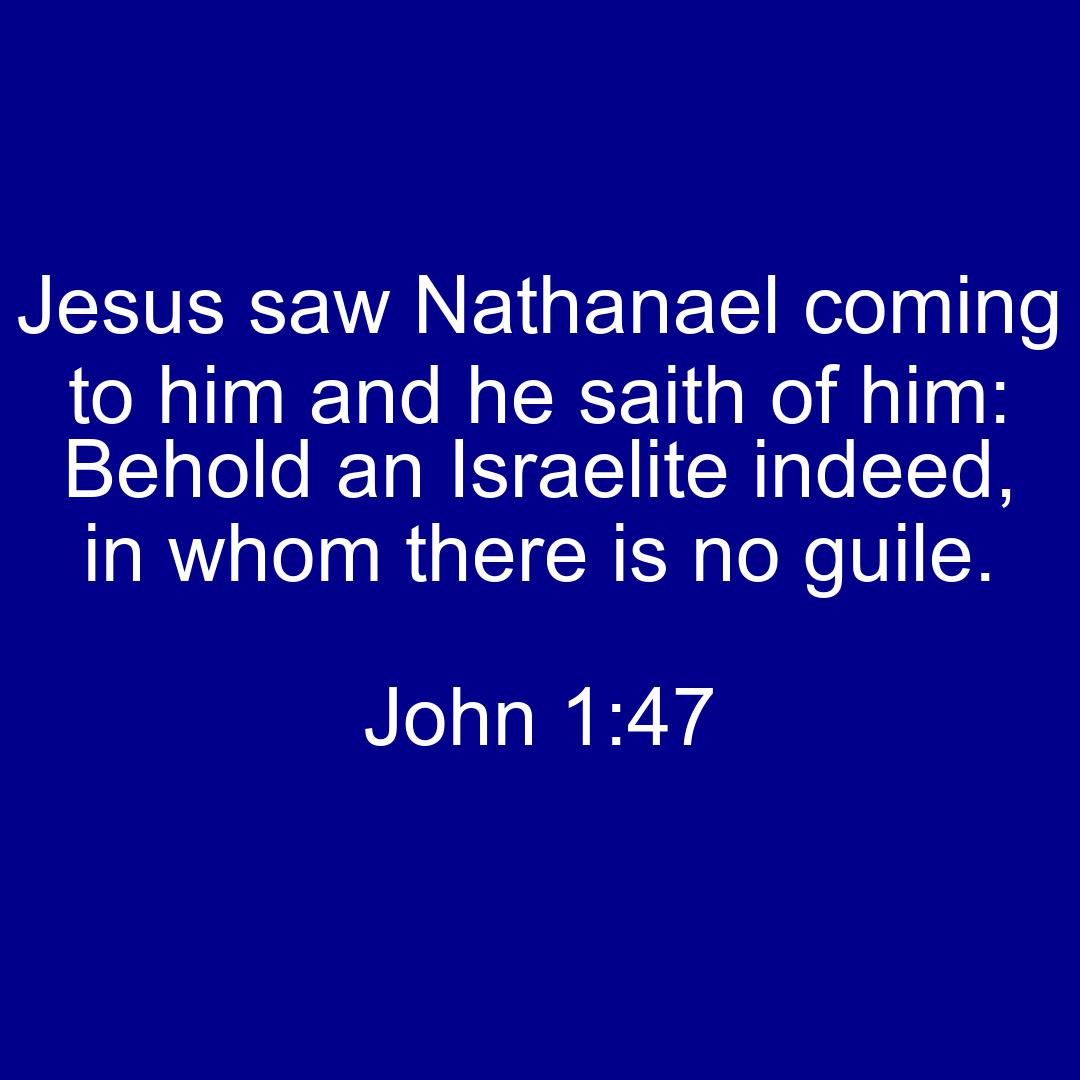 Jesus saw Nathanael coming
to him and he saith of him:
Behold an Israelite indeed,
in whom there is no guile.
John 1:47